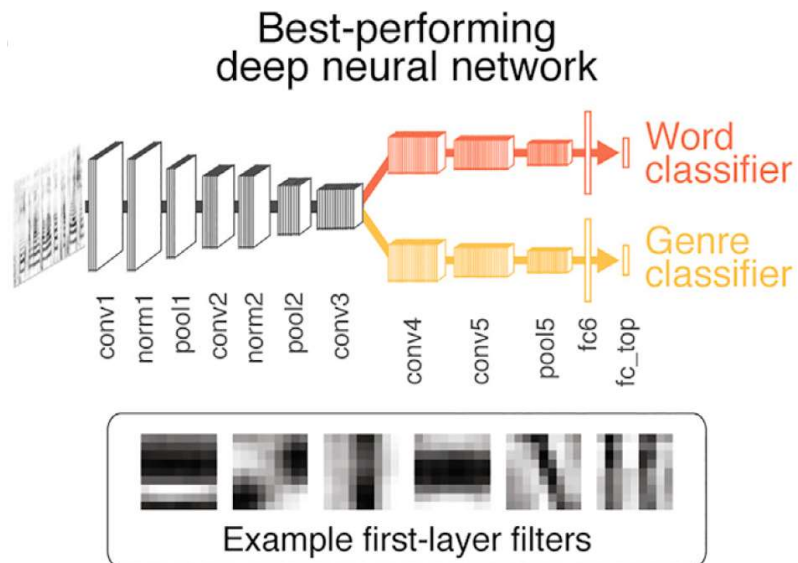 Best-performing
deep neural network
Word
classifier
Genre
classifier
conv1
norm1
pool1
conv2
norm2
pool2
conv3
conv4
conv5
pool5
fc6
fc_top
Example first-layer filters